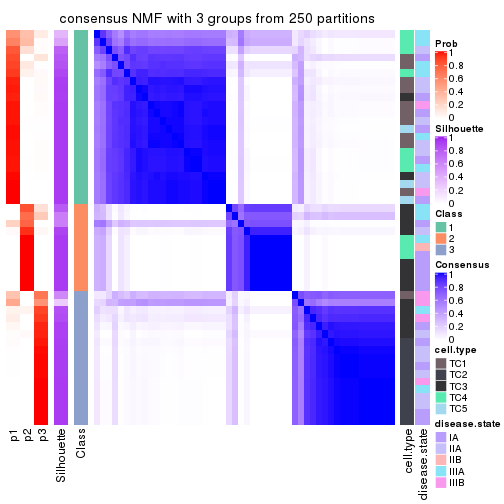 consensus NMF with 3 groups from 250 partitions
p1
p2
p3
Silhouette
Class
cell.type
disease.state
Prob
1
0.8
0.6
0.4
0.2
0
Silhouette
1
0.8
0.6
0.4
0.2
0
Class
1
2
3
Consensus
1
0.8
0.6
0.4
0.2
0
cell.type
TC1
TC2
TC3
TC4
TC5
disease.state
IA
IIA
IIB
IIIA
IIIB